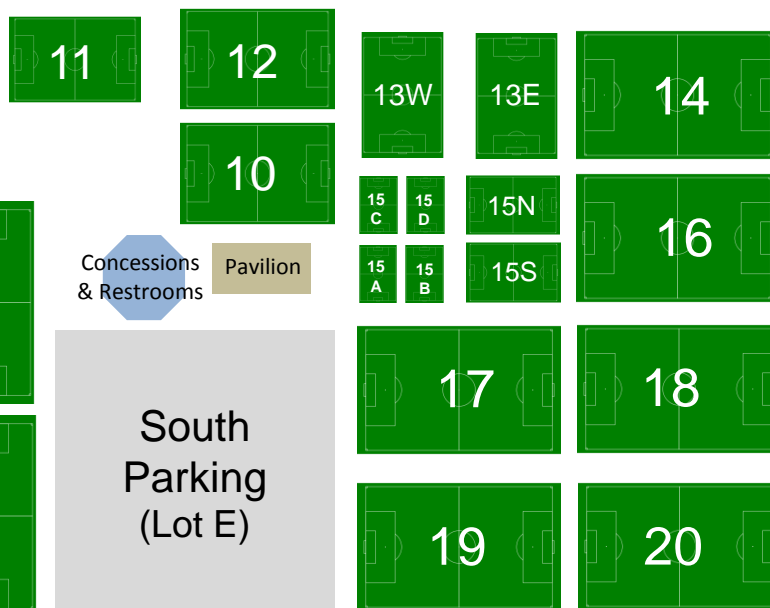 11
12
13W
13E
14
10
15
C
15
D
15N
16
Concessions
& Restrooms
Pavilion
15
A
15
B
15S
17
18
South
Parking
(Lot E)
19
20